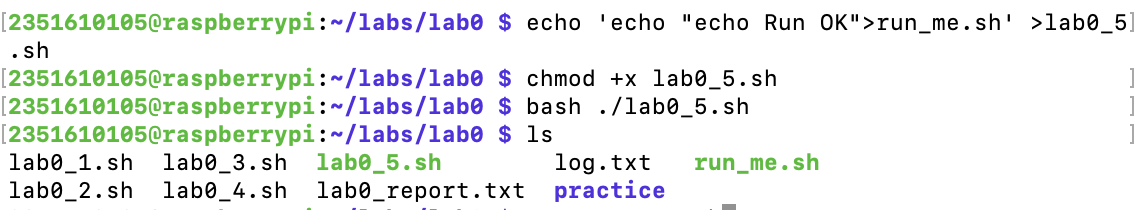 [2351610105@raspberrypi:~/labs/lab0 $ echo 'echo "echo Run OK">run_me.sh' >lab0_5]
.sh
[2351610105@raspberrypi:~/labs/lab0 $ chmod +x lab0_5.sh ]
[2351610105@raspberrypi:~/labs/lab0 $ bash ./lab0_5.sh ]
[2351610105@raspberrypi:~/labs/lab0 $ ls ]
lab0_1.sh lab0_3.sh lab0_5.sh log.txt run_me.sh
lab0_2.sh lab0_4.sh lab0_report.txt practice